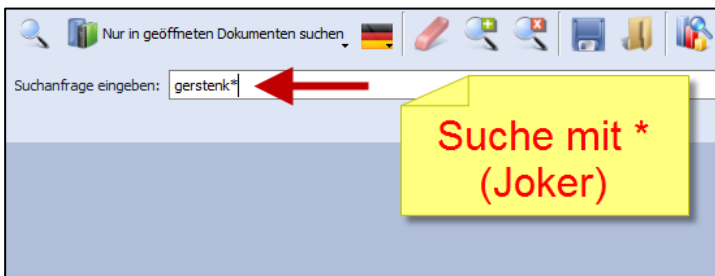 Nur in geöffneten Dokumenten suchen
Suchanfrage eingeben: gerstenk*
Suche mit *
(Joker)